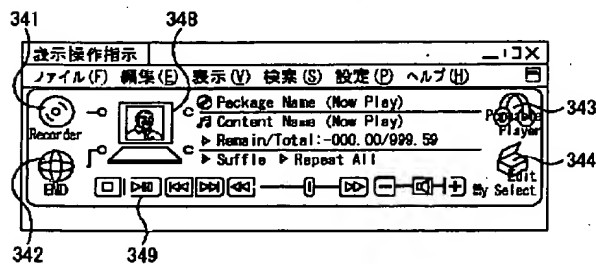 341
348
表示操作指示
ファイル(F) 編集(E) 表示(V) 検索(S) 設定(P) ヘルプ(H)
Package Name (Now Play)
Content Name (Now Play)
Remain/Total:-000.00/999.59
Suffle Repeat All
Recorder
Player
343
END
Edit
My Select
344
342
349